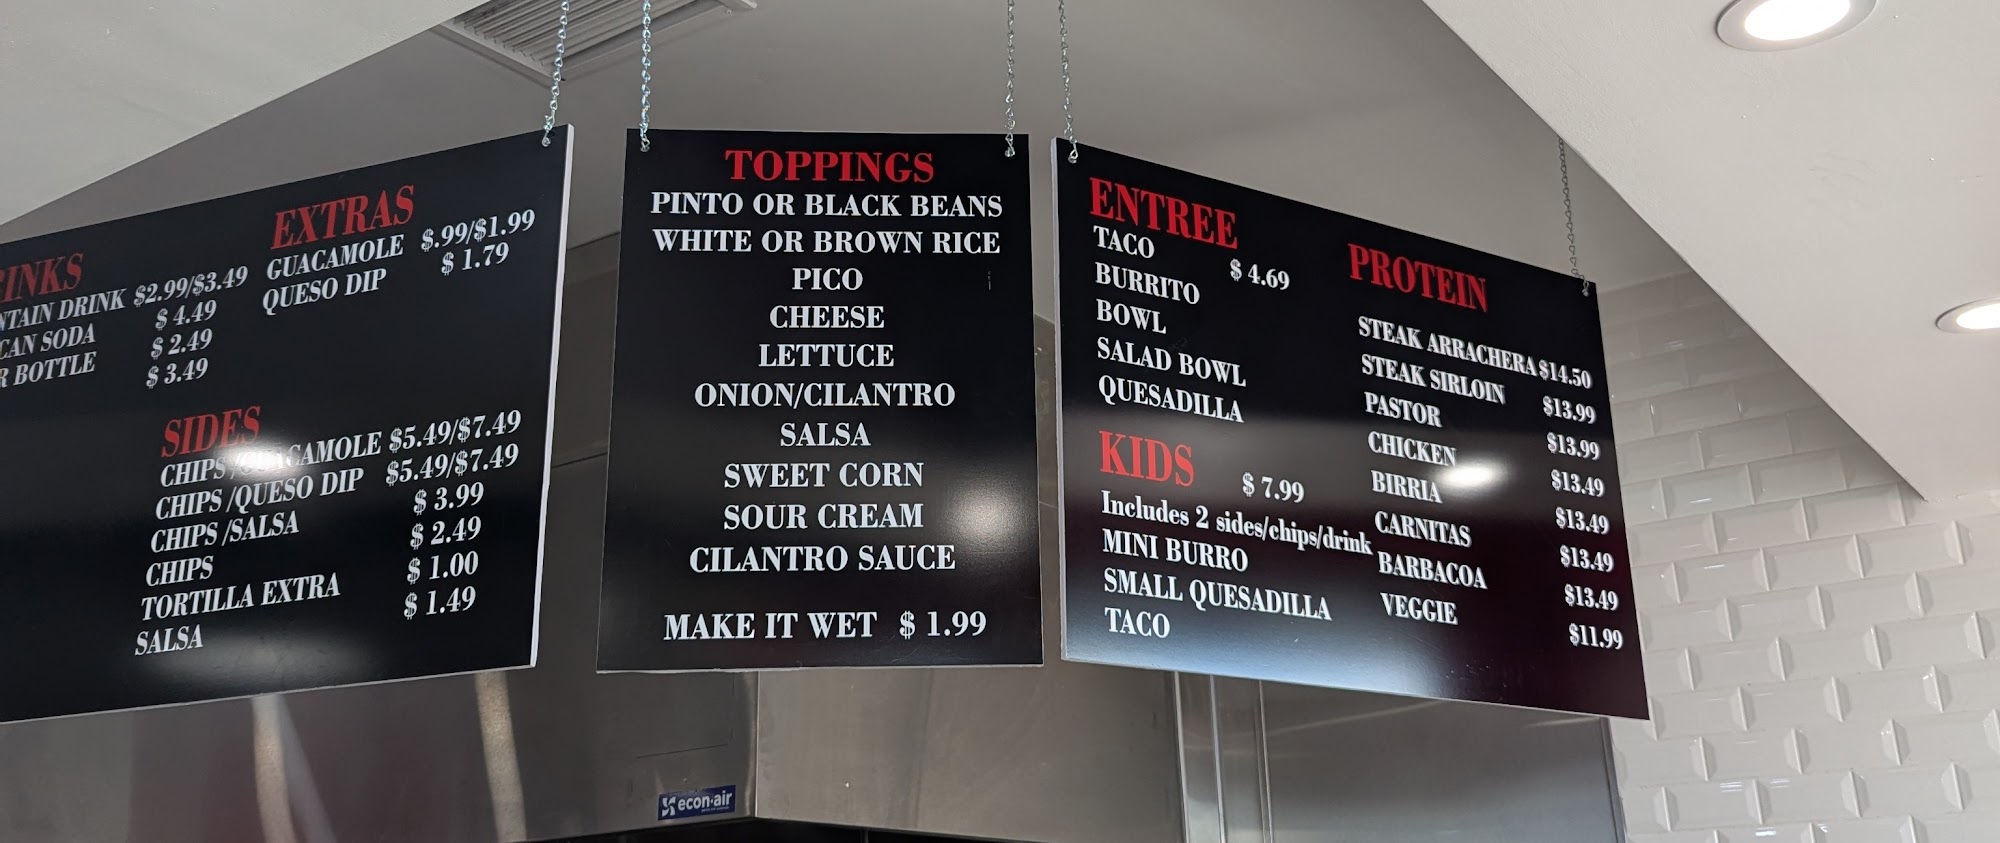 NTAIN DRINK $2.99/$3.49
CAN SODA $ 4.49
R BOTTLE $ 2.49
$ 3.49
EXTRAS
GUACAMOLE $.99/$1.99
QUESO DIP $ 1.79
SIDES
CHIPS /GUACAMOLE $5.49/$7.49
CHIPS /QUESO DIP $5.49/$7.49
CHIPS /SALSA $ 3.99
CHIPS $ 2.49
TORTILLA EXTRA $ 1.00
SALSA $ 1.49
TOPPINGS
PINTO OR BLACK BEANS
WHITE OR BROWN RICE
PICO
CHEESE
LETTUCE
ONION/CILANTRO
SALSA
SWEET CORN
SOUR CREAM
CILANTRO SAUCE
MAKE IT WET $ 1.99
ENTREE
TACO $ 4.69
BURRITO
BOWL
SALAD BOWL
QUESADILLA
KIDS $ 7.99
Includes 2 sides/chips/drink
MINI BURRO
SMALL QUESADILLA
TACO
PROTEIN
STEAK ARRACHERA $14.50
STEAK SIRLOIN $13.99
PASTOR $13.99
CHICKEN $13.49
BIRRIA $13.49
CARNITAS $13.49
BARBACOA $13.49
VEGGIE $11.99
econ-air